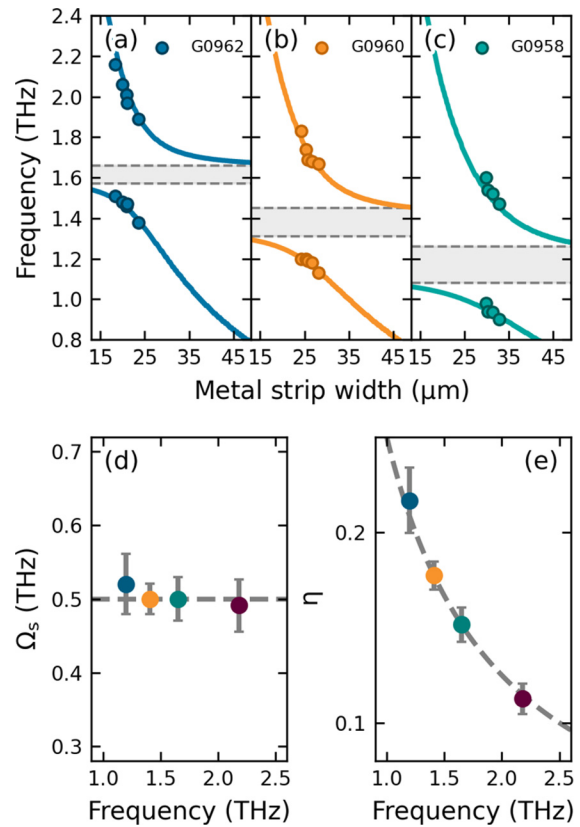 2.4
2.2
2.0
1.8
1.6
1.4
1.2
1.0
0.8
Frequency (THz)
(a) G0962
(b) G0960
(c) G0958
15 25 35 45 15 25 35 45 15 25 35 45
Metal strip width (μm)
(d)
0.7
0.6
0.5
0.4
0.3
Ωs (THz)
1.0 1.5 2.0 2.5
Frequency (THz)
(e)
0.2
0.1
η
1.0 1.5 2.0 2.5
Frequency (THz)